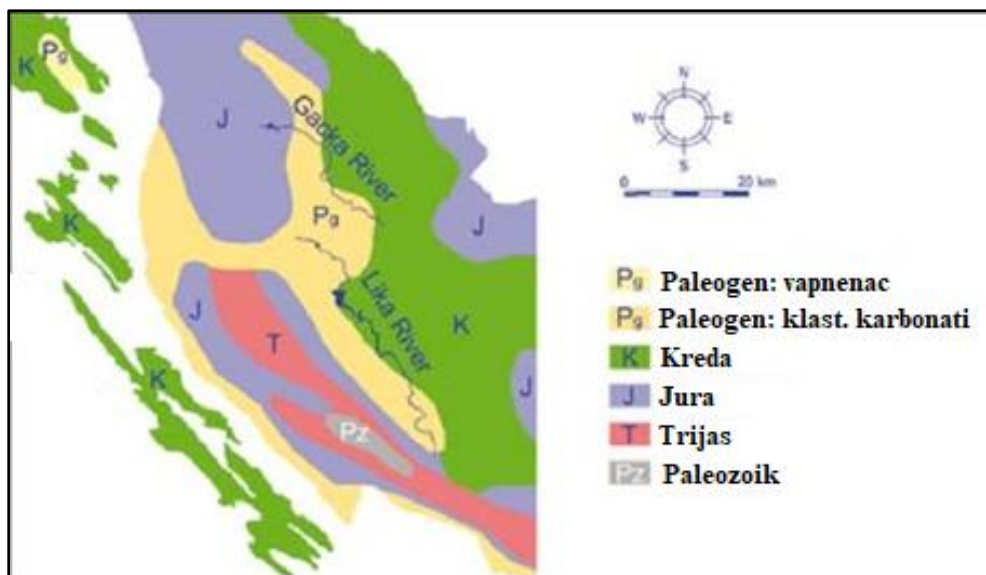 Pg
K
J
Gacka River
Pg
K
Lika River
J
T
K
K
J
J
Pz
N
W
E
S
0
20 km
Pg Paleogen: vapnenac
Pg Paleogen: klast. karbonati
K Kreda
J Jura
T Trijas
PZ Paleozoik